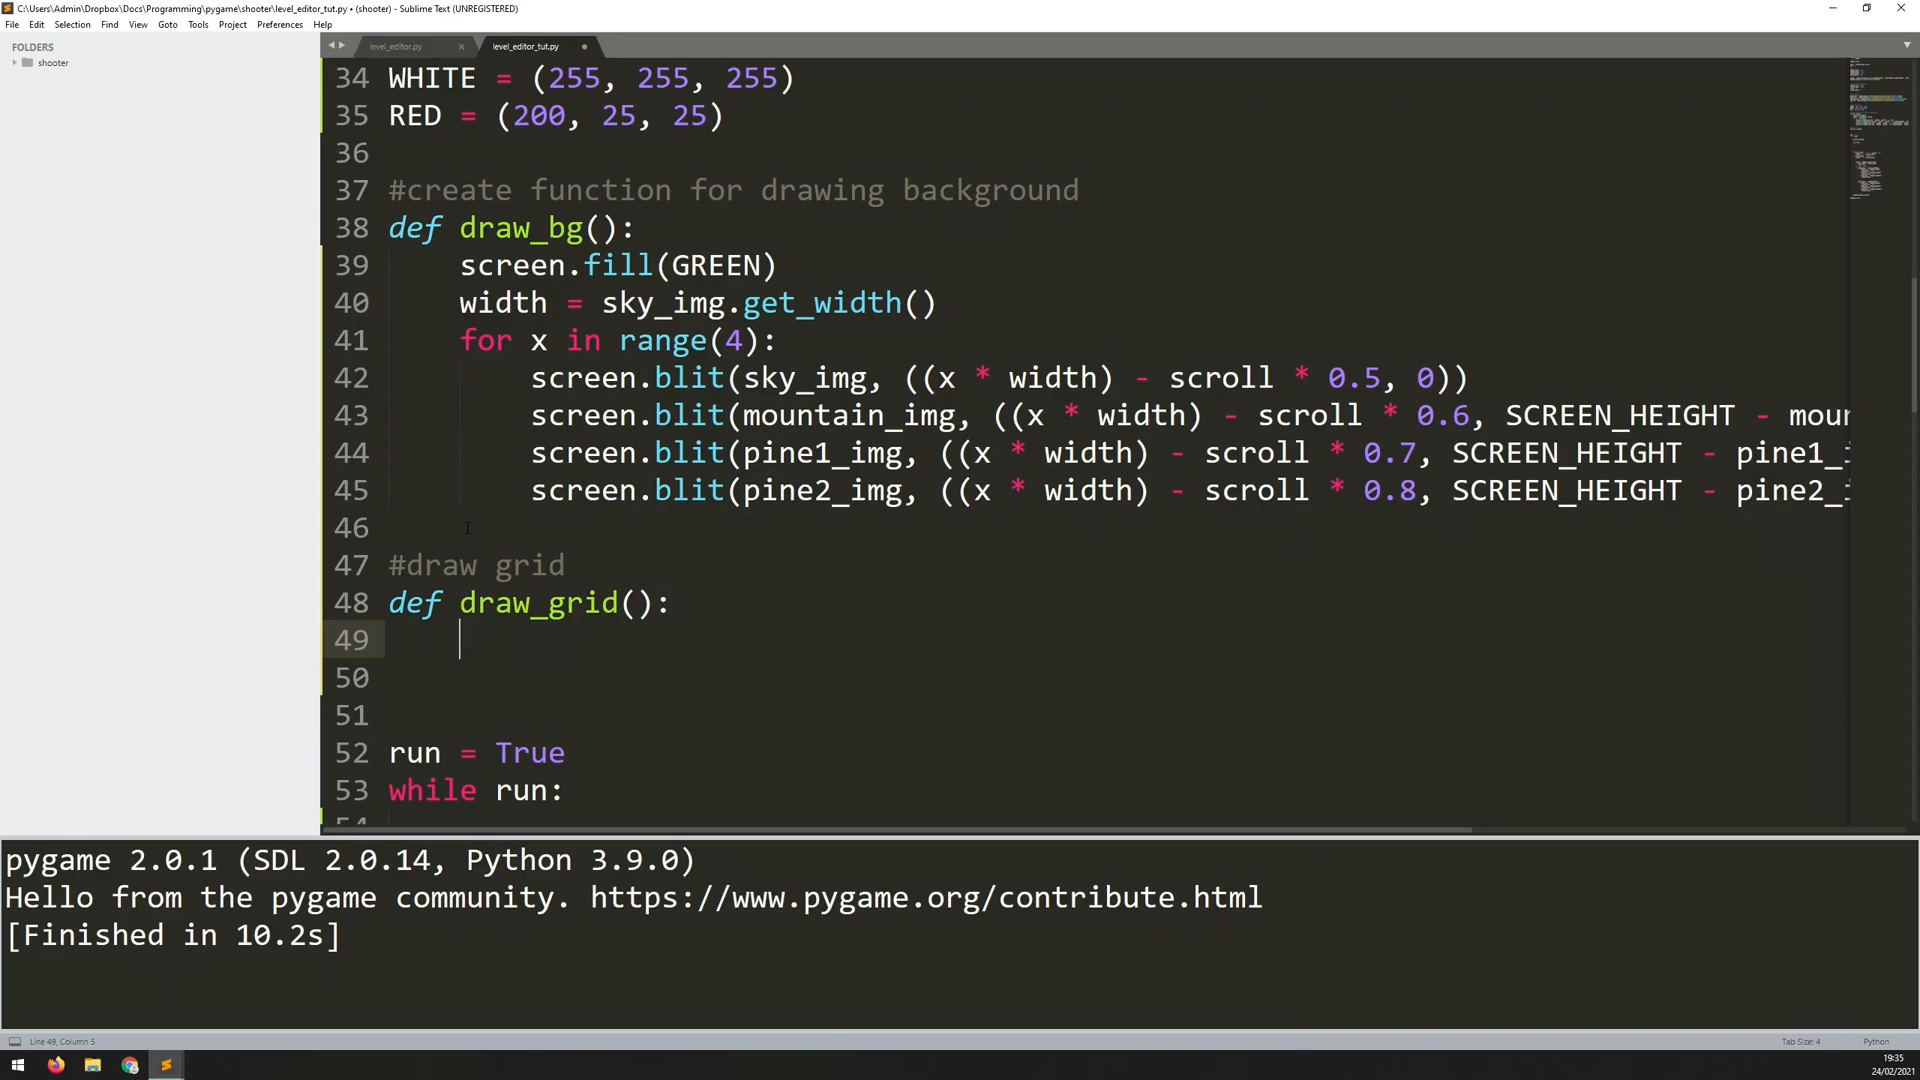 C:\Users\Admin\Dropbox\Docs\Programming\pygame\shooter\level_editor_tut.py • (shooter) - Sublime Text (UNREGISTERED)
File Edit Selection Find View Goto Tools Project Preferences Help
FOLDERS
shooter
level_editor.py
level_editor_tut.py
34 WHITE = (255, 255, 255)
35 RED = (200, 25, 25)
36
37 #create function for drawing background
38 def draw_bg():
39 screen.fill(GREEN)
40 width = sky_img.get_width()
41 for x in range(4):
42 screen.blit(sky_img, ((x * width) - scroll * 0.5, 0))
43 screen.blit(mountain_img, ((x * width) - scroll * 0.6, SCREEN_HEIGHT - moun
44 screen.blit(pine1_img, ((x * width) - scroll * 0.7, SCREEN_HEIGHT - pine1_i
45 screen.blit(pine2_img, ((x * width) - scroll * 0.8, SCREEN_HEIGHT - pine2_i
46
47 #draw grid
48 def draw_grid():
49
50
51
52 run = True
53 while run:
54
pygame 2.0.1 (SDL 2.0.14, Python 3.9.0)
Hello from the pygame community. https://www.pygame.org/contribute.html
[Finished in 10.2s]
Line 49, Column 5
Tab Size: 4
Python
19:35
24/02/2021